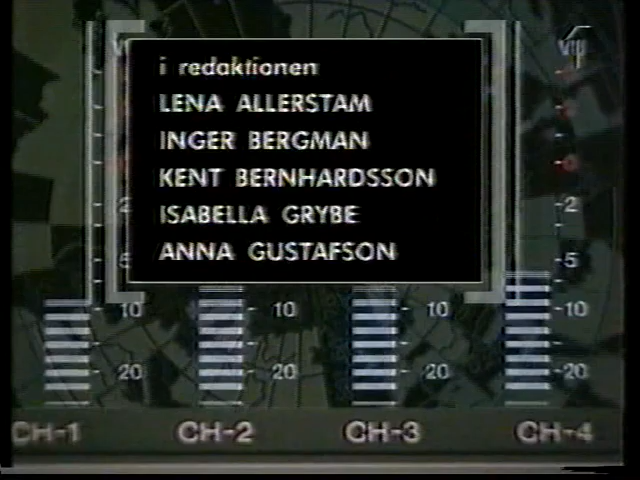 i redaktionen
LENA ALLERSTAM
INGER BERGMAN
KENT BERNHARDSSON
ISABELLA GRYBE
ANNA GUSTAFSON
2
5
5
10 10 10 10
20 20 20 20
CH-1 CH-2 CH-3 CH-4